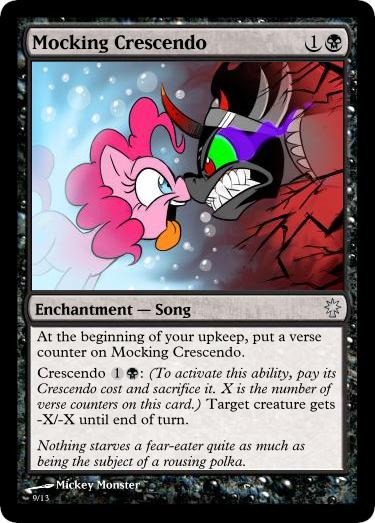 Mocking Crescendo 1
Enchantment — Song
At the beginning of your upkeep, put a verse
counter on Mocking Crescendo.
Crescendo 1 : (To activate this ability, pay its
Crescendo cost and sacrifice it. X is the number of
verse counters on this card.) Target creature gets
-X/-X until end of turn.
Nothing starves a fear-eater quite as much as
being the subject of a rousing polka.
Mickey Monster
9/13